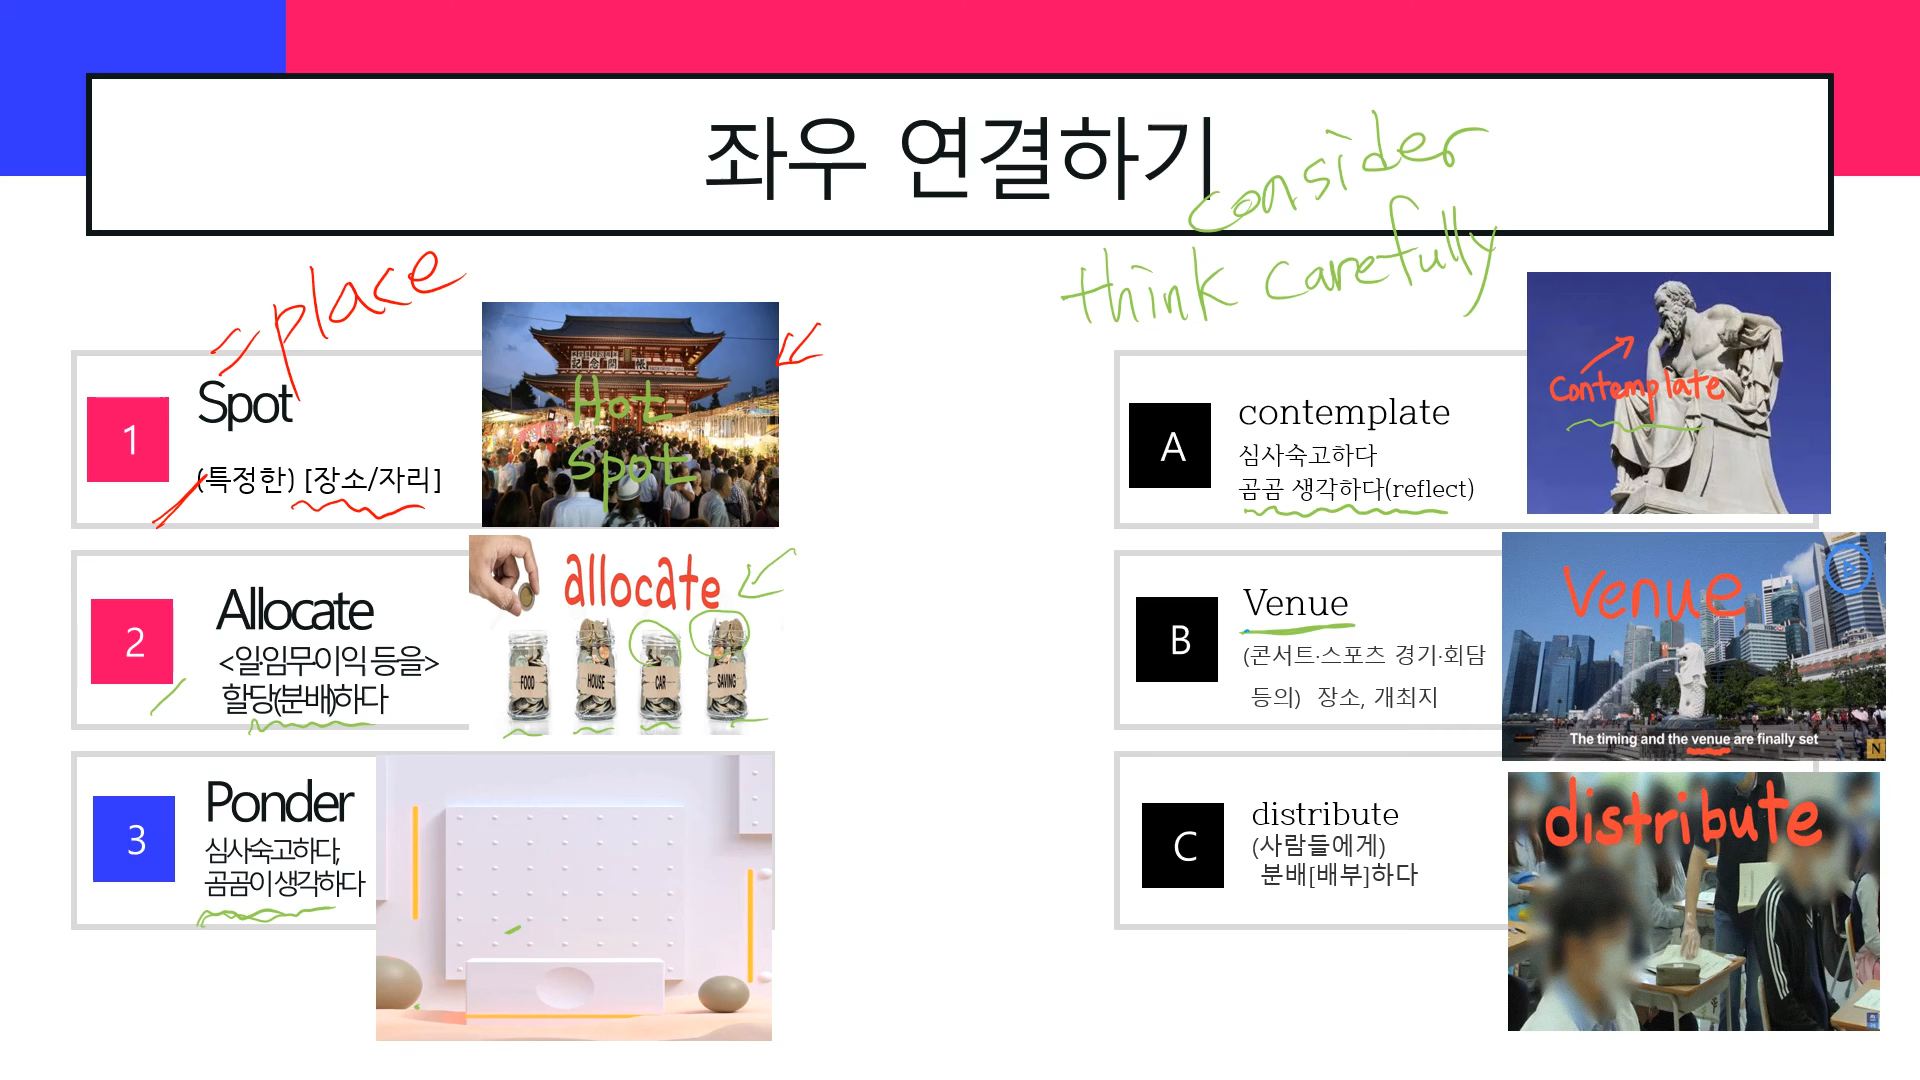 좌우 연결하기
consider
think carefully
= place
1
Spot
(특정한) [장소/자리]
Hot
Spot
2
Allocate
<일·임무·이익 등을>
할당(분배)하다
allocate
FOOD
HOUSE
CAR
SAVING
3
Ponder
심사숙고하다,
곰곰이 생각하다
A
contemplate
심사숙고하다
곰곰 생각하다(reflect)
Contemplate
B
Venue
(콘서트·스포츠 경기·회담
등의) 장소, 개최지
Venue
The timing and the venue are finally set
N
C
distribute
(사람들에게)
분배[배부]하다
distribute